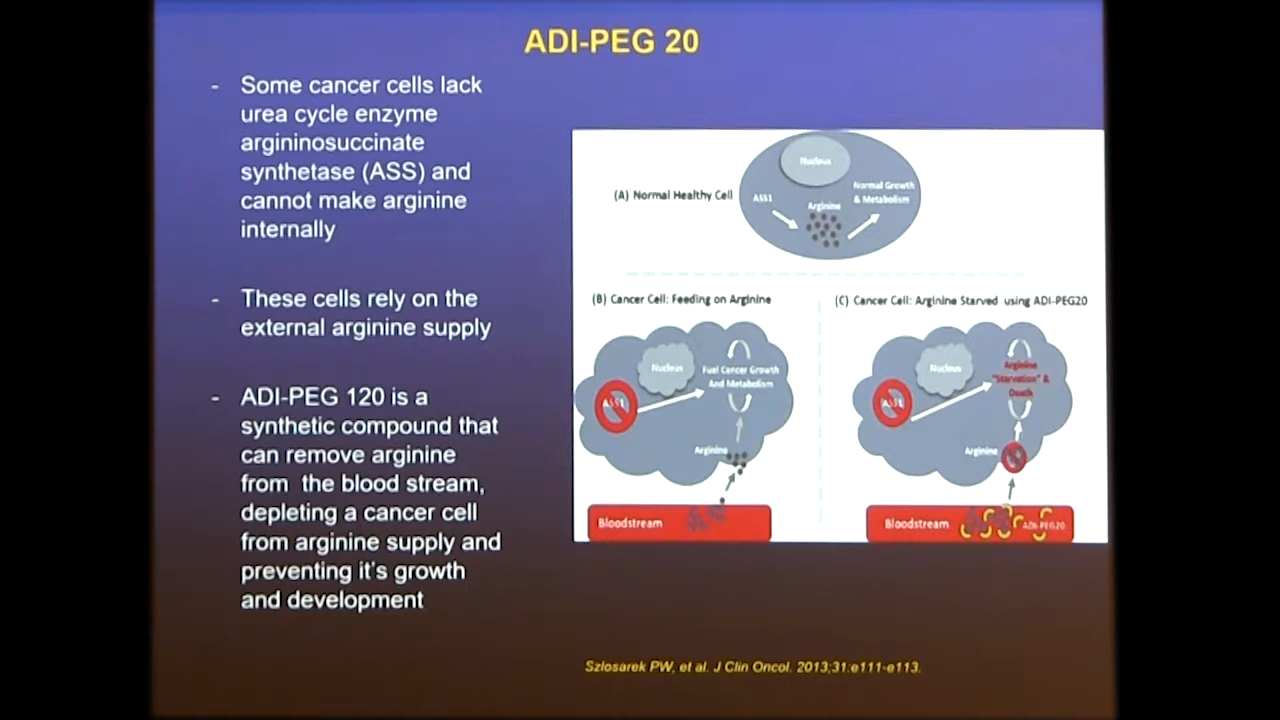 ADI-PEG 20
- Some cancer cells lack
urea cycle enzyme
argininosuccinate
synthetase (ASS) and
cannot make arginine
internally
- These cells rely on the
external arginine supply
- ADI-PEG 120 is a
synthetic compound that
can remove arginine
from the blood stream,
depleting a cancer cell
from arginine supply and
preventing it's growth
and development
Nucleus
(A) Normal Healthy Cell
ASS1
Arginine
Normal Growth
& Metabolism
(B) Cancer Cell: Feeding on Arginine
Nucleus
ASS1
Fuel Cancer Growth
And Metabolism
Arginine
Bloodstream
(C) Cancer Cell: Arginine Starved using ADI-PEG20
Nucleus
ASS1
Arginine
"Starvation" &
Death
Arginine
Bloodstream
ADI-PEG20
Szlosarek PW, et al. J Clin Oncol. 2013;31:e111-e113.